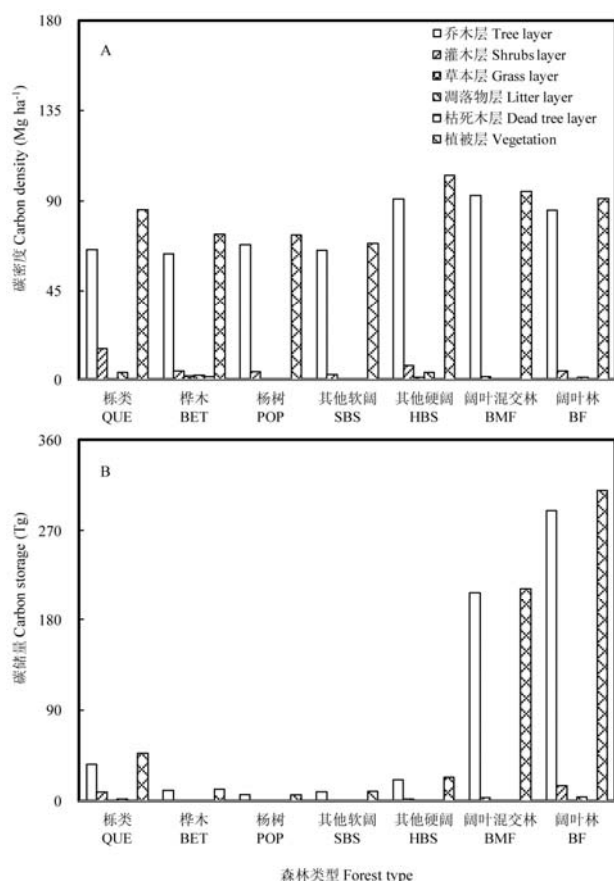 180
A
乔木层 Tree layer
灌木层 Shrubs layer
草本层 Grass layer
凋落物层 Litter layer
枯死木层 Dead tree layer
植被层 Vegetation
135
90
45
0
碳密度 Carbon density (Mg ha⁻¹)
栎类 桦木 杨树 其他软阔 其他硬阔 阔叶混交林 阔叶林
QUE BET POP SBS HBS BMF BF
360
B
270
180
90
0
碳储量 Carbon storage (Tg)
栎类 桦木 杨树 其他软阔 其他硬阔 阔叶混交林 阔叶林
QUE BET POP SBS HBS BMF BF
森林类型 Forest type